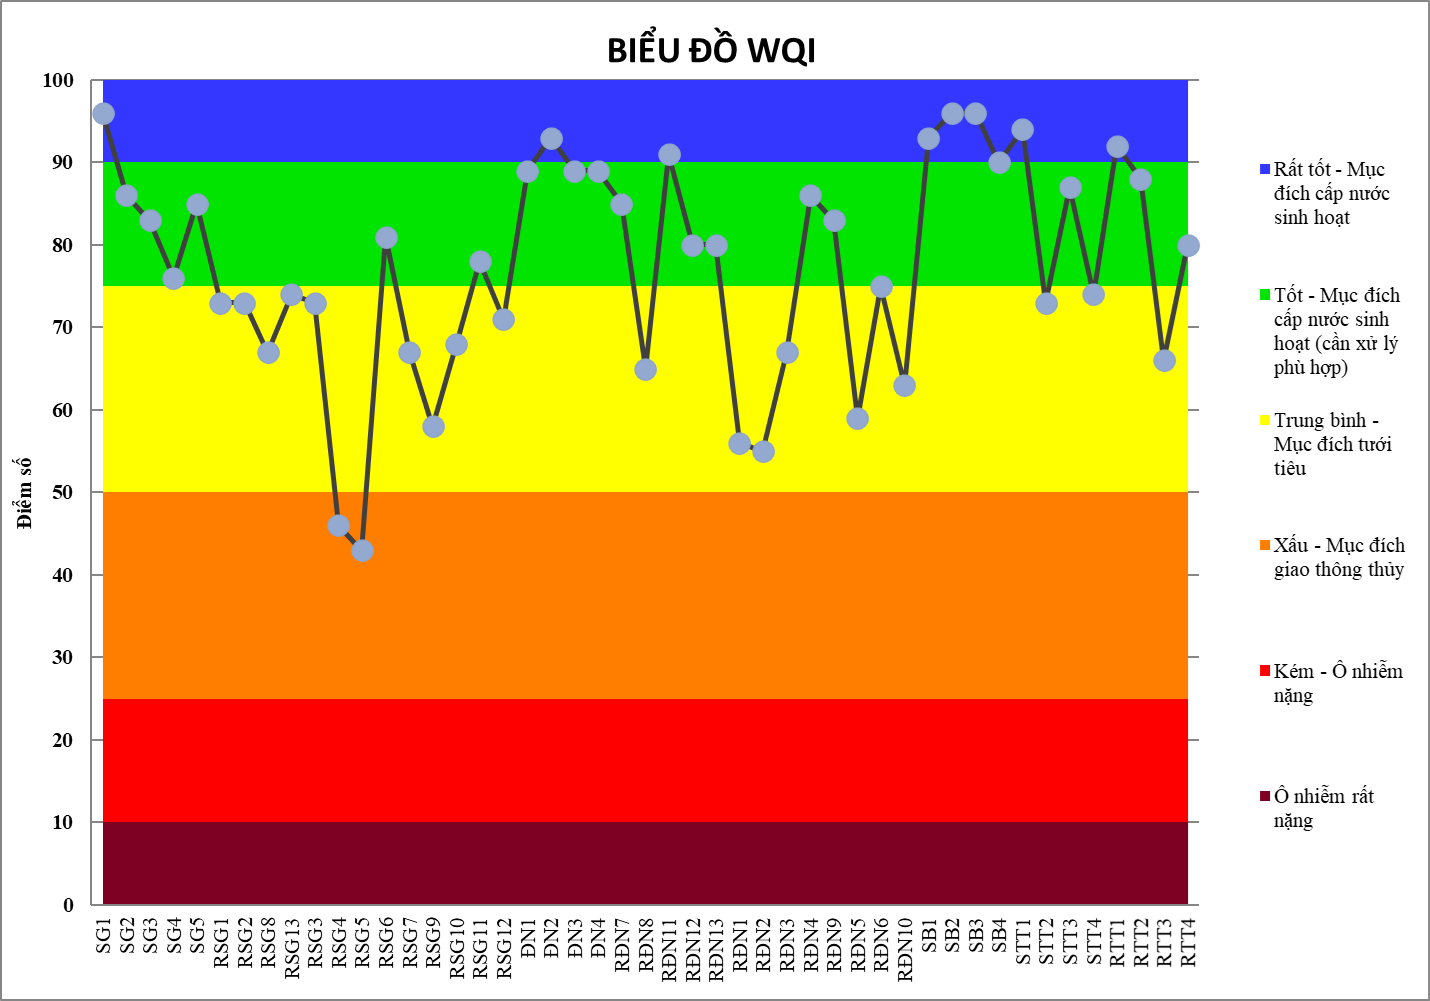 BIỂU ĐỒ WQI
Điểm số
100
90
80
70
60
50
40
30
20
10
0
SG1
SG2
SG3
SG4
SG5
RSG1
RSG2
RSG8
RSG13
RSG3
RSG4
RSG5
RSG6
RSG7
RSG9
RSG10
RSG11
RSG12
ĐN1
ĐN2
ĐN3
ĐN4
RĐN7
RĐN8
RĐN11
RĐN12
RĐN13
RĐN1
RĐN2
RĐN3
RĐN4
RĐN9
RĐN5
RĐN6
RĐN10
SB1
SB2
SB3
SB4
STT1
STT2
STT3
STT4
RTT1
RTT2
RTT3
RTT4
Rất tốt - Mục
đích cấp nước
sinh hoạt
Tốt - Mục đích
cấp nước sinh
hoạt (cần xử lý
phù hợp)
Trung bình -
Mục đích tưới
tiêu
Xấu - Mục đích
giao thông thủy
Kém - Ô nhiễm
nặng
Ô nhiễm rất
nặng